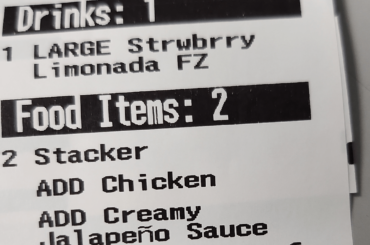 Drinks: 1
1 LARGE Strwbrry
Limonada FZ
Food Items: 2
2 Stacker
ADD Chicken
ADD Creamy
Jalapeño Sauce